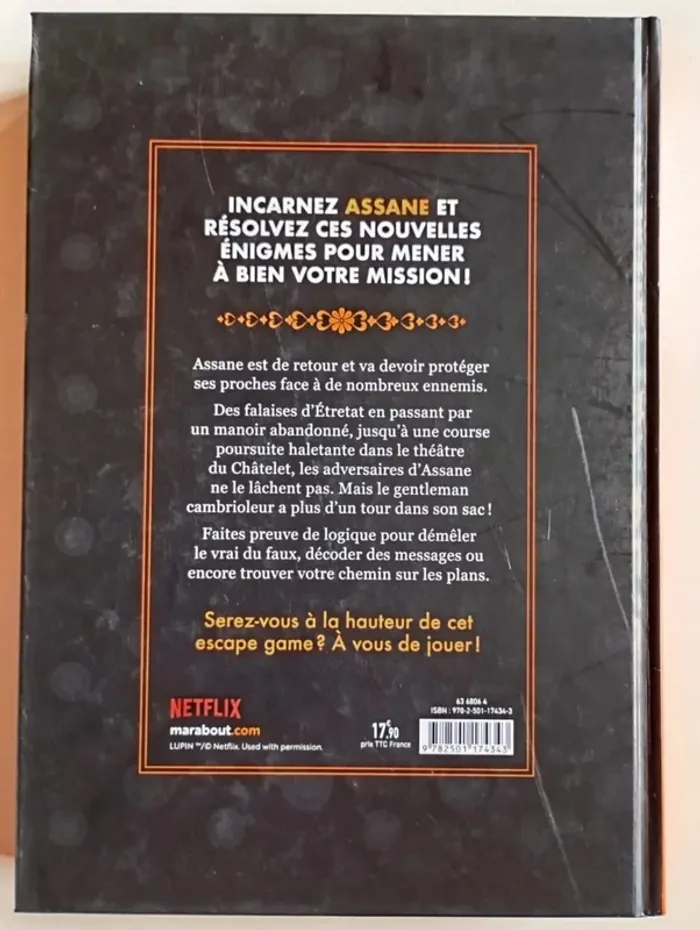 INCARNEZ ASSANE ET
RÉSOLVEZ CES NOUVELLES
ÉNIGMES POUR MENER
À BIEN VOTRE MISSION !
Assane est de retour et va devoir protéger
ses proches face à de nombreux ennemis.
Des falaises d’Étretat en passant par
un manoir abandonné, jusqu’à une course
poursuite haletante dans le théâtre
du Châtelet, les adversaires d’Assane
ne le lâchent pas. Mais le gentleman
cambrioleur a plus d’un tour dans son sac !
Faites preuve de logique pour démêler
le vrai du faux, décoder des messages ou
encore trouver votre chemin sur les plans.
Serez-vous à la hauteur de cet
escape game ? À vous de jouer !
NETFLIX
marabout.com
LUPIN ™/© Netflix. Used with permission.
17,€90
prix TTC France
63 6806 4
ISBN : 978-2-501-17434-3
9 782501 174343